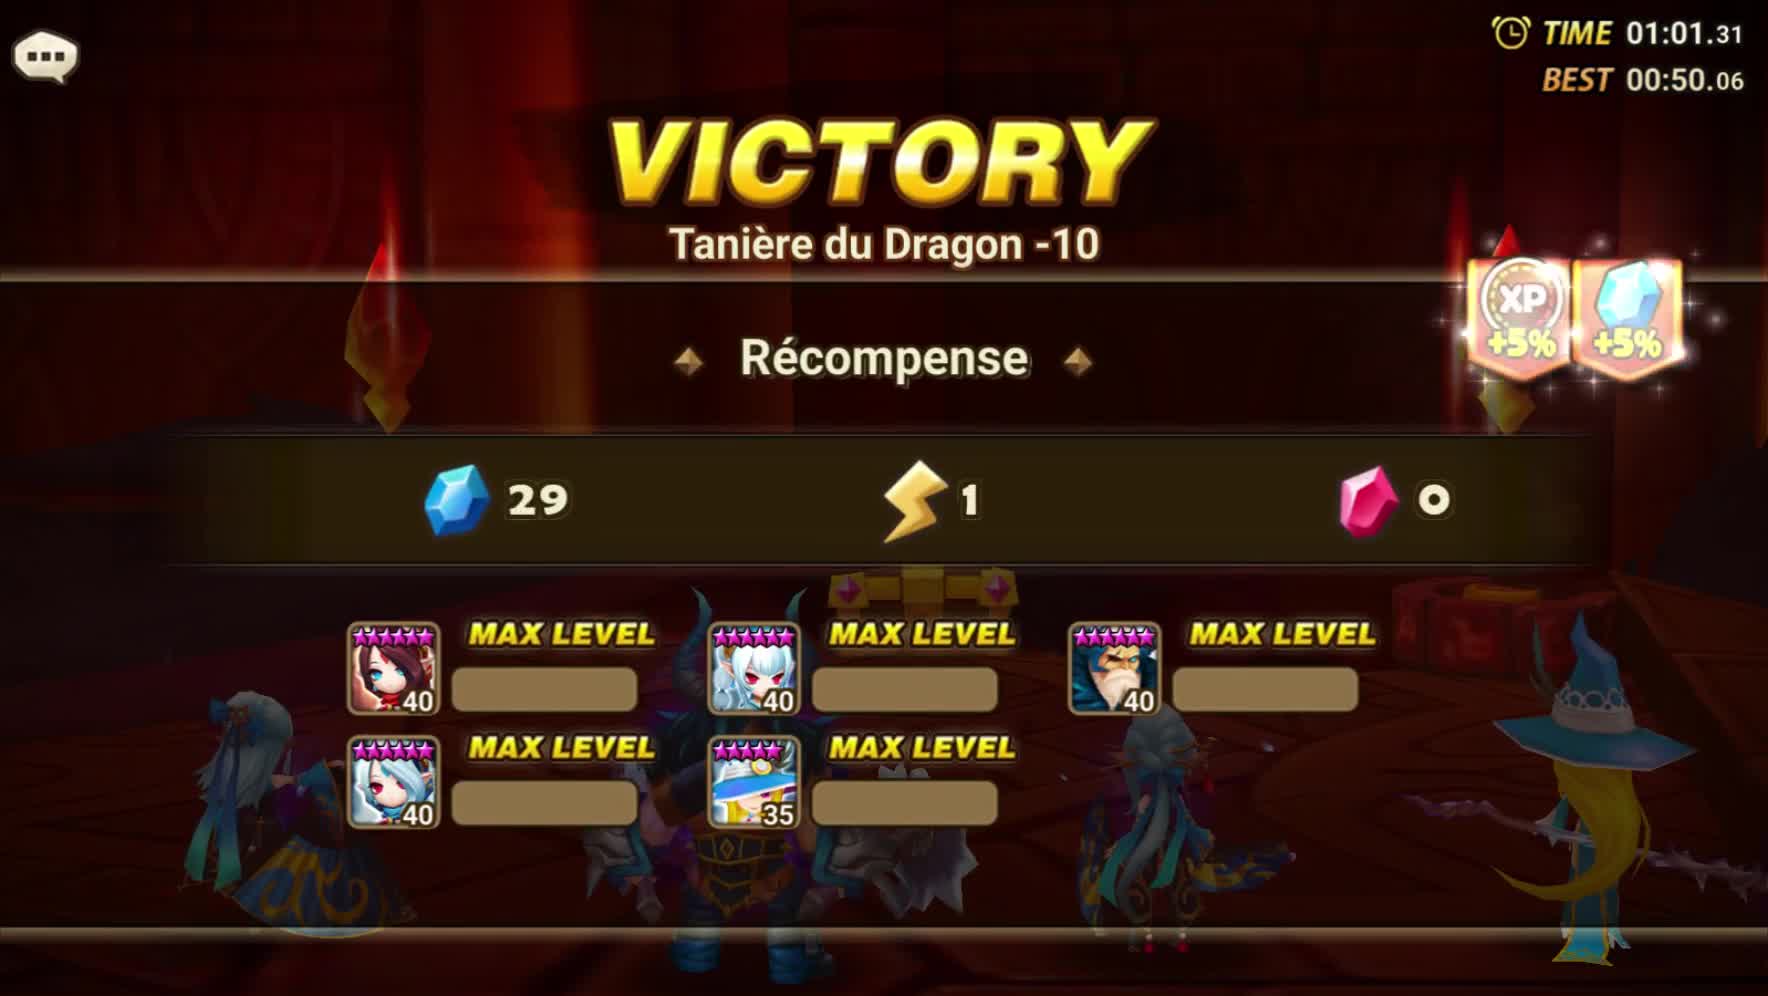 TIME 01:01.31
BEST 00:50.06
VICTORY
Tanière du Dragon -10
XP +5% +5%
Récompense
29 1 0
40 MAX LEVEL 40 MAX LEVEL 40 MAX LEVEL
40 MAX LEVEL 35 MAX LEVEL